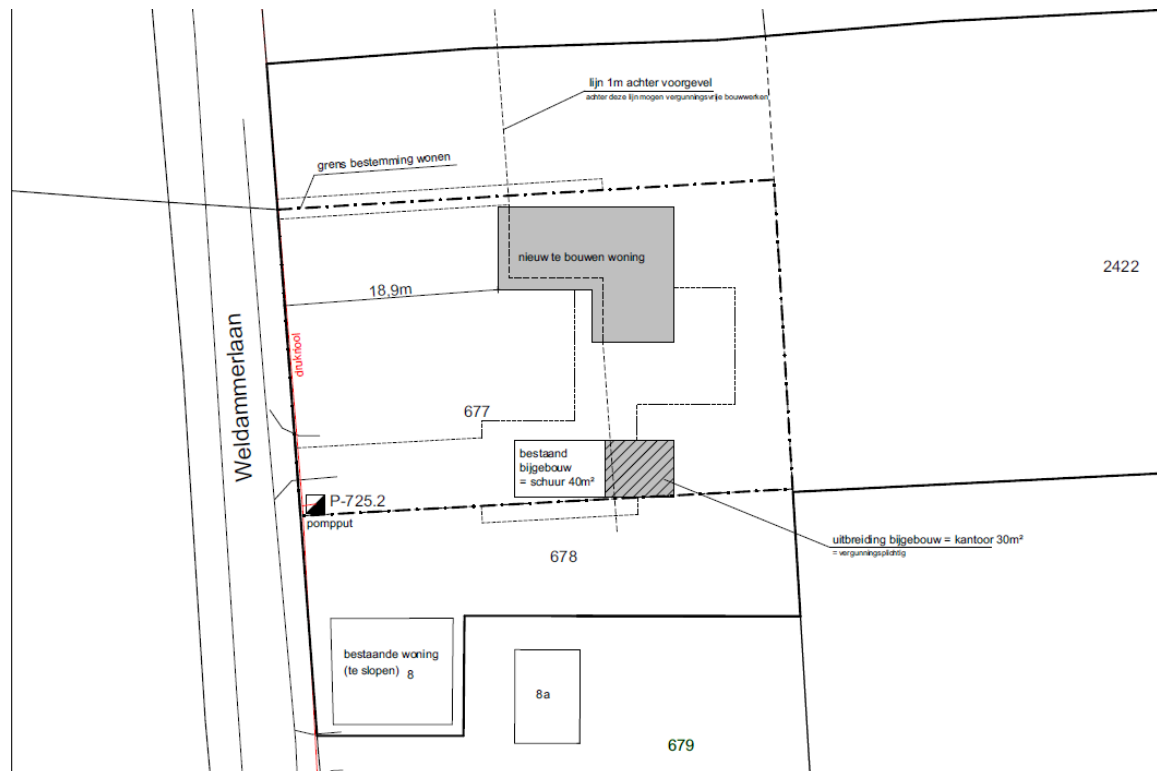 lijn 1m achter voorgevel
achter deze lijn mogen vergunningsvrije bouwwerken
grens bestemming wonen
nieuw te bouwen woning
2422
18,9m
drukriool
Weldammerlaan
677
bestaand
bijgebouw
= schuur 40m²
P-725.2
pompput
uitbreiding bijgebouw = kantoor 30m²
= vergunningsplichtig
678
bestaande woning
(te slopen) 8
8a
679